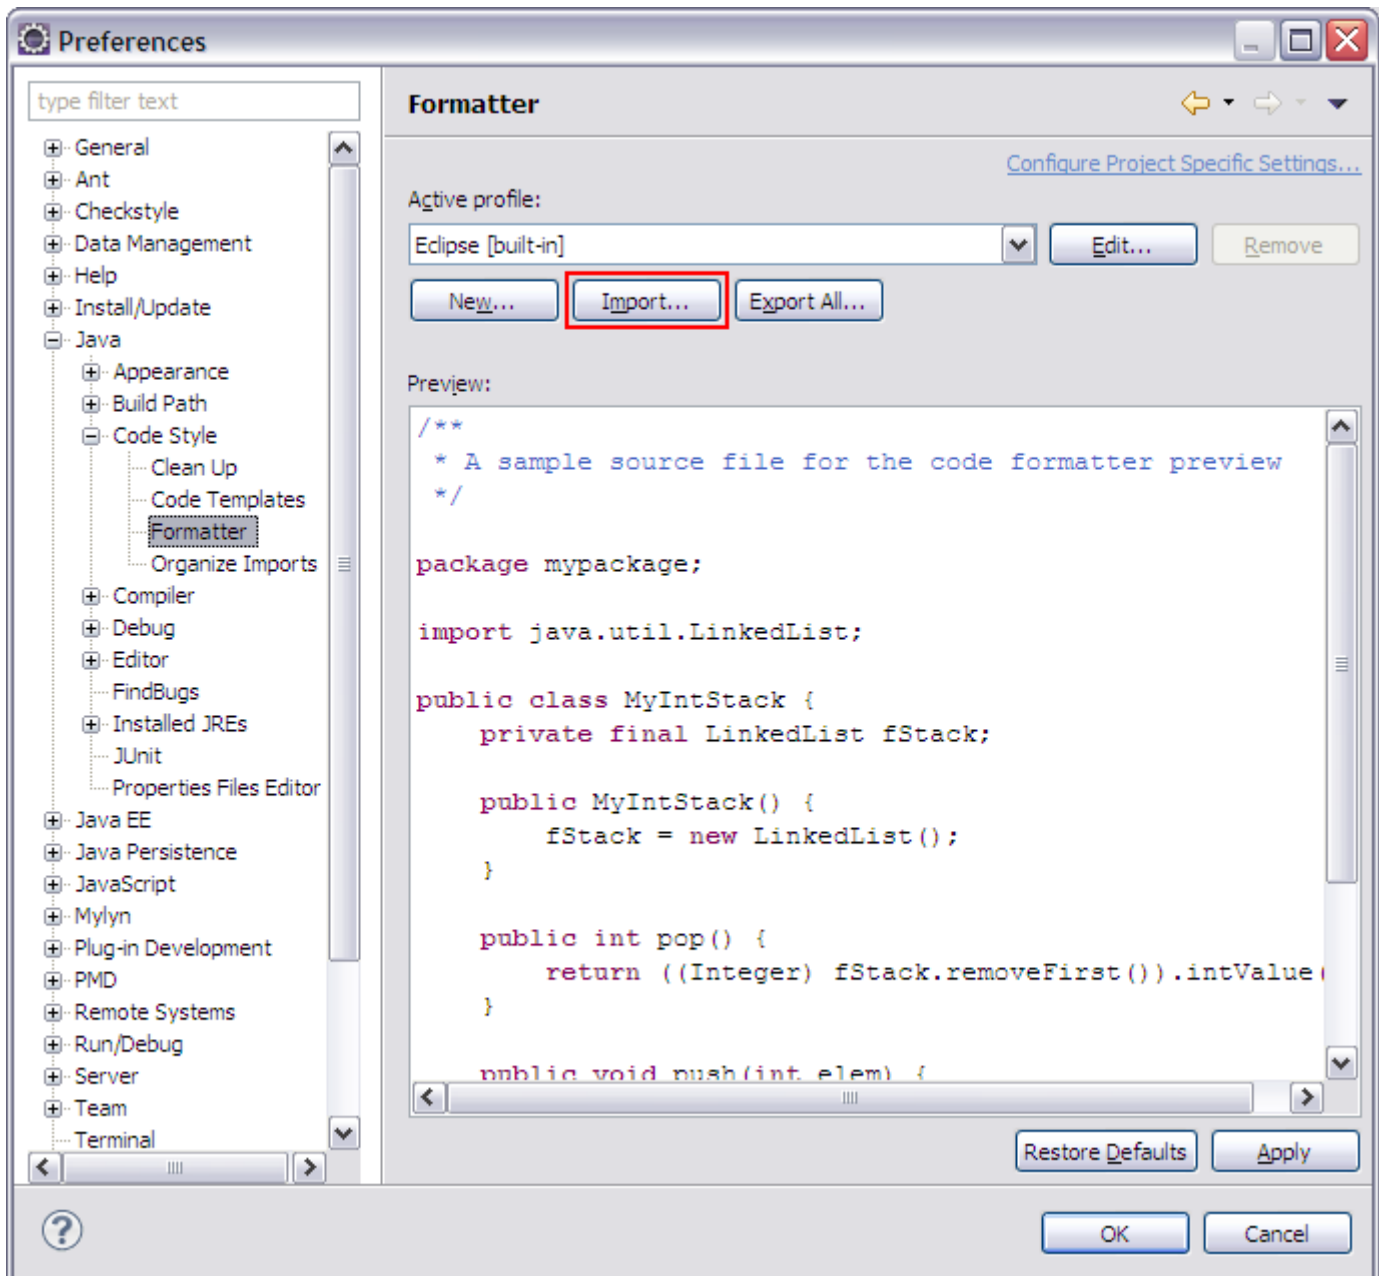 Preferences
type filter text
General
Ant
Checkstyle
Data Management
Help
Install/Update
Java
Appearance
Build Path
Code Style
Clean Up
Code Templates
Formatter
Organize Imports
Compiler
Debug
Editor
FindBugs
Installed JREs
JUnit
Properties Files Editor
Java EE
Java Persistence
JavaScript
Mylyn
Plug-in Development
PMD
Remote Systems
Run/Debug
Server
Team
Terminal
Formatter
Configure Project Specific Settings...
Active profile:
Eclipse [built-in]
Edit...
Remove
New...
Import...
Export All...
Preview:
/**
 * A sample source file for the code formatter preview
 */
package mypackage;
import java.util.LinkedList;
public class MyIntStack {
    private final LinkedList fStack;
    public MyIntStack() {
        fStack = new LinkedList();
    }
    public int pop() {
        return ((Integer) fStack.removeFirst()).intValue(
    }
    public void push(int elem) {
Restore Defaults
Apply
OK
Cancel